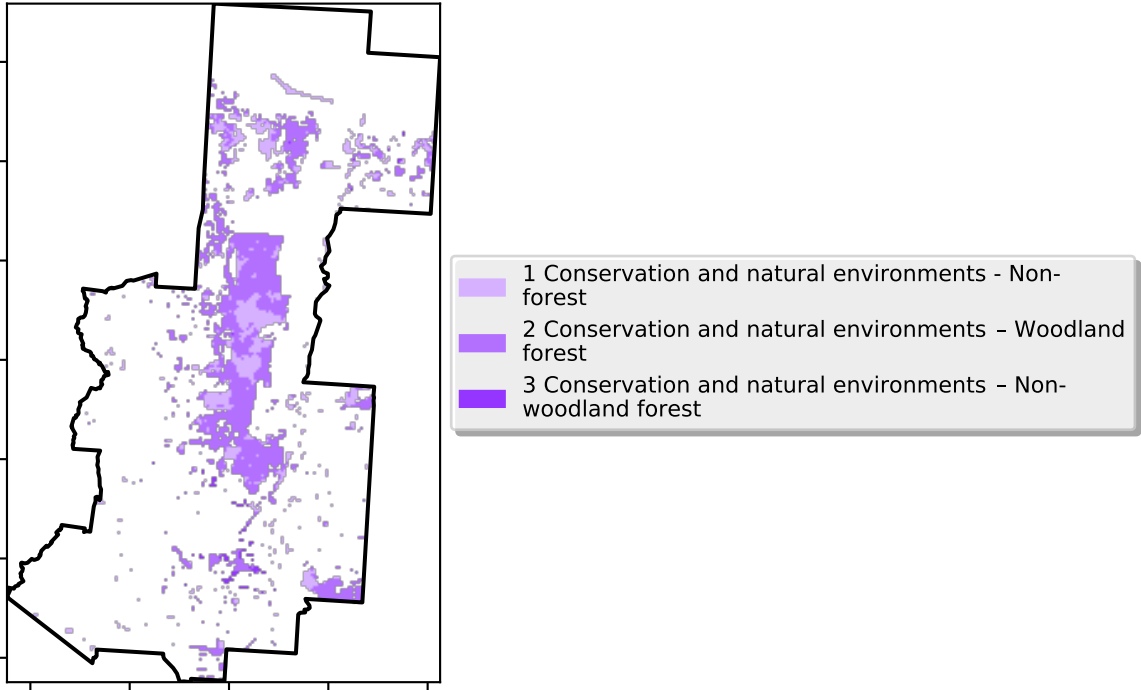 1 Conservation and natural environments - Non-
forest
2 Conservation and natural environments – Woodland
forest
3 Conservation and natural environments – Non-
woodland forest